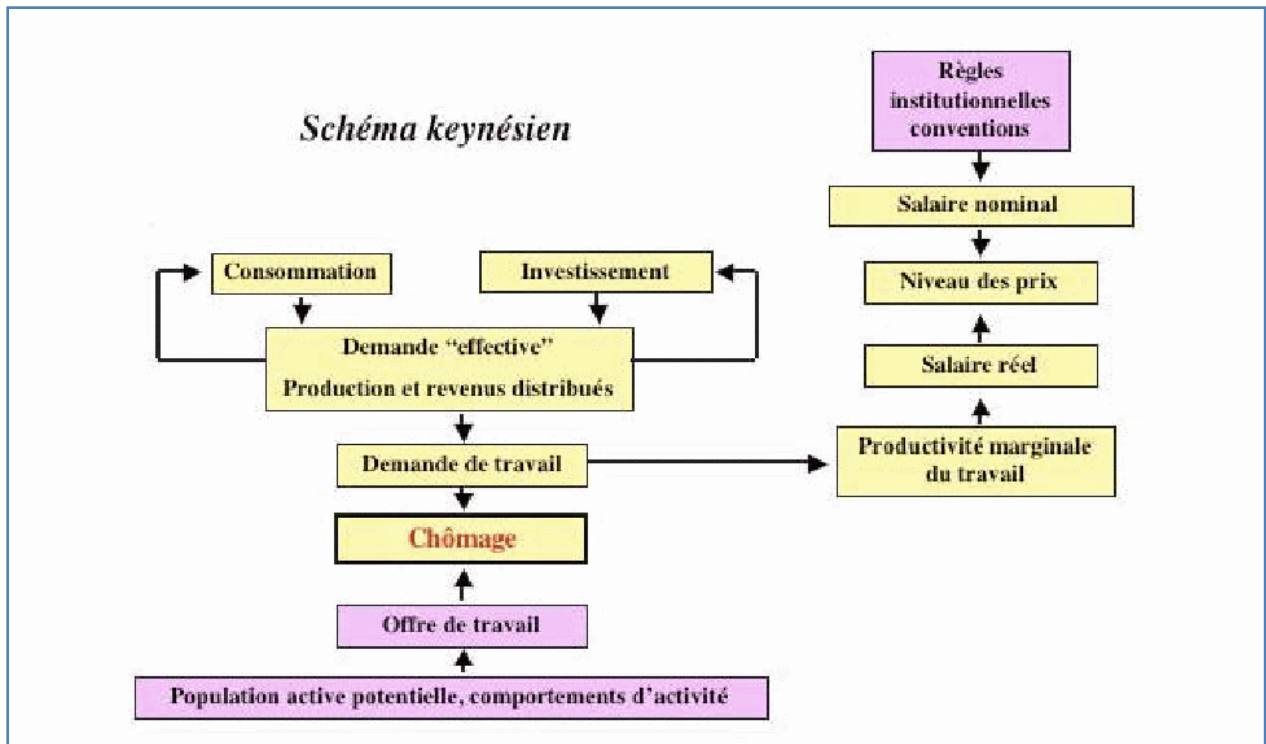 Schéma keynésien
Règles
institutionnelles
conventions
Salaire nominal
Consommation
Investissement
Niveau des prix
Demande “effective”
Production et revenus distribués
Salaire réel
Demande de travail
Productivité marginale
du travail
Chômage
Offre de travail
Population active potentielle, comportements d’activité